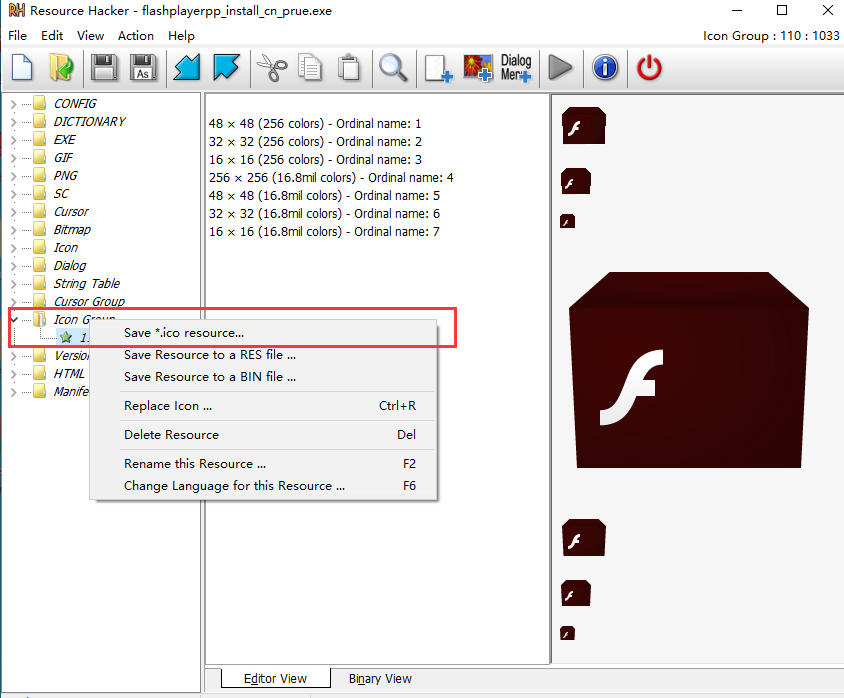 Resource Hacker - flashplayerpp_install_cn_prue.exe
File Edit View Action Help
Icon Group : 110 : 1033
As
Dialog
Menu
CONFIG
DICTIONARY
EXE
GIF
PNG
SC
Cursor
Bitmap
Icon
Dialog
String Table
Cursor Group
Icon Group
1
Version
HTML
Manife
48 × 48 (256 colors) - Ordinal name: 1
32 × 32 (256 colors) - Ordinal name: 2
16 × 16 (256 colors) - Ordinal name: 3
256 × 256 (16.8mil colors) - Ordinal name: 4
48 × 48 (16.8mil colors) - Ordinal name: 5
32 × 32 (16.8mil colors) - Ordinal name: 6
16 × 16 (16.8mil colors) - Ordinal name: 7
Save *.ico resource...
Save Resource to a RES file ...
Save Resource to a BIN file ...
Replace Icon ... Ctrl+R
Delete Resource Del
Rename this Resource ... F2
Change Language for this Resource ... F6
Editor View
Binary View